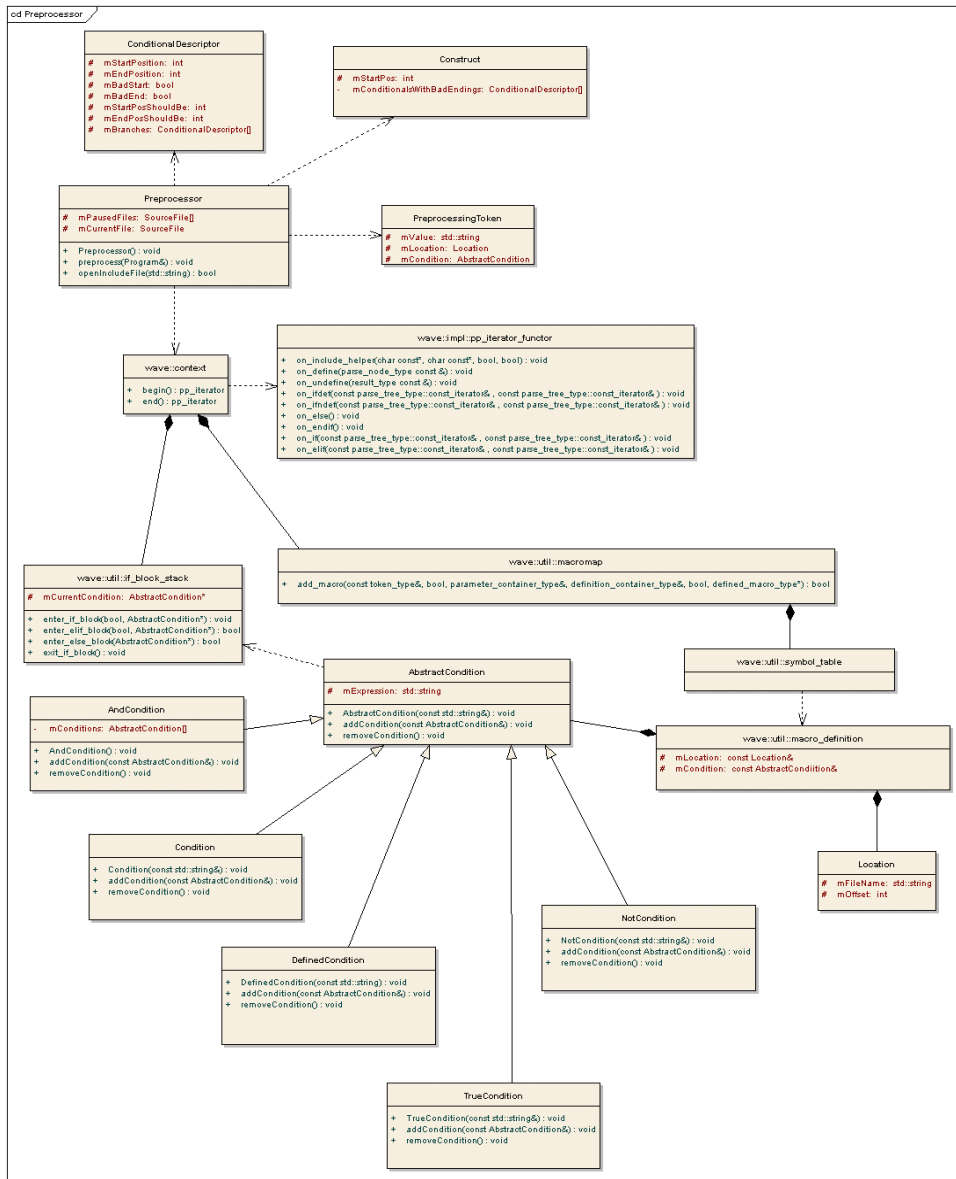 cd Preprocessor
ConditionalDescriptor
# mStartPosition: int
# mEndPosition: int
# mBadStart: bool
# mBadEnd: bool
# mStartPosShouldBe: int
# mEndPosShouldBe: int
# mBranches: ConditionalDescriptor[]
Construct
# mStartPos: int
- mConditionalsWithBadEndings: ConditionalDescriptor[]
Preprocessor
# mPausedFiles: SourceFile[]
# mCurrentFile: SourceFile
+ Preprocessor() : void
+ preprocess(Program&) : void
+ openIncludeFile(std::string) : bool
PreprocessingToken
# mValue: std::string
# mLocation: Location
# mCondition: AbstractCondition
wave::context
+ begin() : pp_iterator
+ end() : pp_iterator
wave::impl::pp_iterator_functor
+ on_include_helper(char const*, char const*, bool, bool) : void
+ on_define(parse_node_type const &) : void
+ on_undefine(result_type const &) : void
+ on_ifdef(const parse_tree_type::const_iterator& , const parse_tree_type::const_iterator& ) : void
+ on_ifndef(const parse_tree_type::const_iterator& , const parse_tree_type::const_iterator& ) : void
+ on_else() : void
+ on_endif() : void
+ on_if(const parse_tree_type::const_iterator& , const parse_tree_type::const_iterator& ) : void
+ on_elif(const parse_tree_type::const_iterator& , const parse_tree_type::const_iterator& ) : void
wave::util::if_block_stack
# mCurrentCondition: AbstractCondition*
+ enter_if_block(bool, AbstractCondition*) : void
+ enter_elif_block(bool, AbstractCondition*) : bool
+ enter_else_block(AbstractCondition*) : bool
+ exit_if_block() : void
wave::util::macromap
+ add_macro(const token_type&, bool, parameter_container_type&, definition_container_type&, bool, defined_macro_type*) : bool
wave::util::symbol_table
AbstractCondition
# mExpression: std::string
+ AbstractCondition(const std::string&) : void
+ addCondition(const AbstractCondition&) : void
+ removeCondition() : void
AndCondition
- mConditions: AbstractCondition[]
+ AndCondition() : void
+ addCondition(const AbstractCondition&) : void
+ removeCondition() : void
wave::util::macro_definition
# mLocation: const Location&
# mCondition: const AbstractCondiition&
Condition
+ Condition(const std::string&) : void
+ addCondition(const AbstractCondition&) : void
+ removeCondition() : void
Location
# mFileName: std::string
# mOffset: int
NotCondition
+ NotCondition(const std::string&) : void
+ addCondition(const AbstractCondition&) : void
+ removeCondition() : void
DefinedCondition
+ DefinedCondition(const std::string) : void
+ addCondition(const AbstractCondition&) : void
+ removeCondition() : void
TrueCondition
+ TrueCondition(const std::string&) : void
+ addCondition(const AbstractCondition&) : void
+ removeCondition() : void